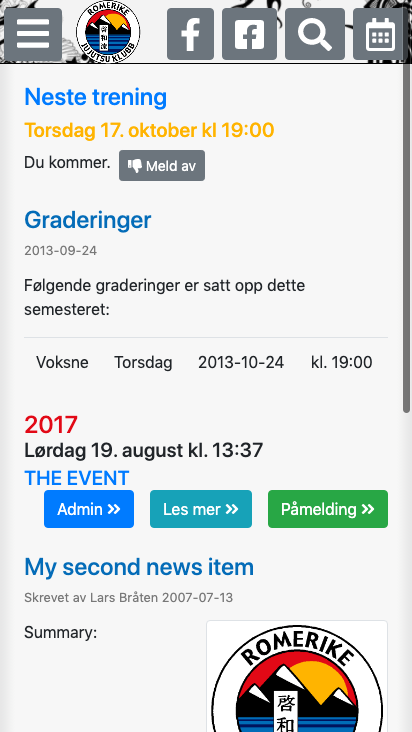 ROMERIKE
JUJUTSU KLUBB
啓
和
流
Neste trening
Torsdag 17. oktober kl 19:00
Du kommer. Meld av
Graderinger
2013-09-24
Følgende graderinger er satt opp dette
semesteret:
Voksne Torsdag 2013-10-24 kl. 19:00
2017
Lørdag 19. august kl. 13:37
THE EVENT
Admin Les mer Påmelding
My second news item
Skrevet av Lars Bråten 2007-07-13
Summary:
ROMERIKE
啓
和